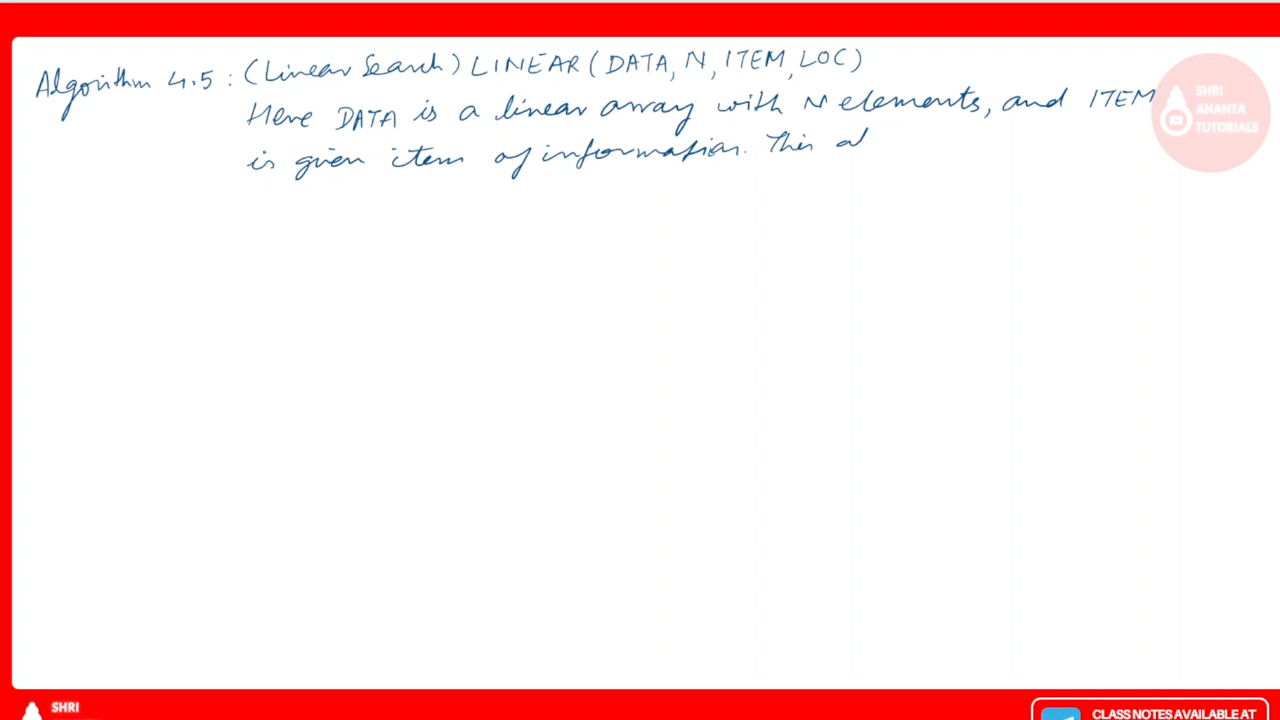 Algorithm 4.5 : (Linear Search) LINEAR (DATA, N, ITEM, LOC)
Here DATA is a linear array with N elements, and ITEM
is given item of information. This al
SHRI
ANANTA
TUTORIALS
SHRI
CLASS NOTES AVAILABLE AT